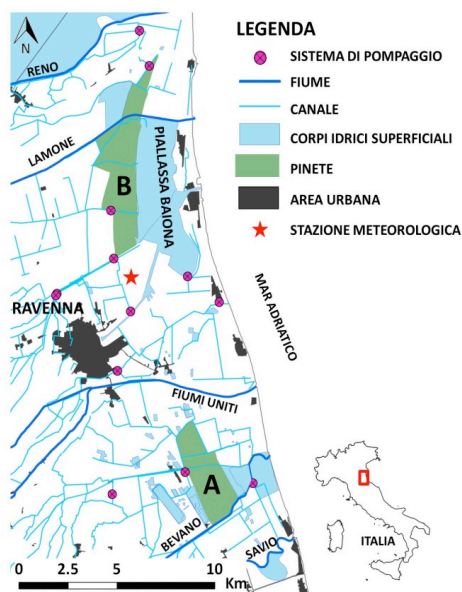 N
RENO
LAMONE
PIALLASSA BAIONA
B
RAVENNA
MAR ADRIATICO
FIUMI UNITI
A
BEVANO
SAVIO
0 2.5 5 10
Km
LEGENDA
SISTEMA DI POMPAGGIO
FIUME
CANALE
CORPI IDRICI SUPERFICIALI
PINETE
AREA URBANA
STAZIONE METEOROLOGICA
ITALIA